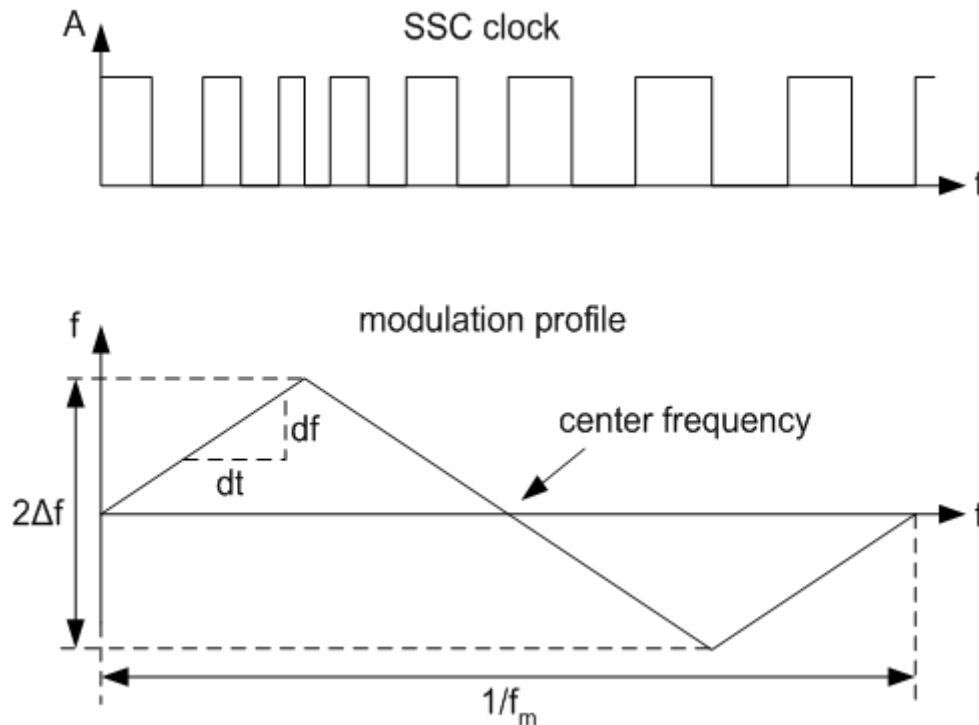 A
SSC clock
t
f
modulation profile
center frequency
df
dt
2Δf
t
1/fm